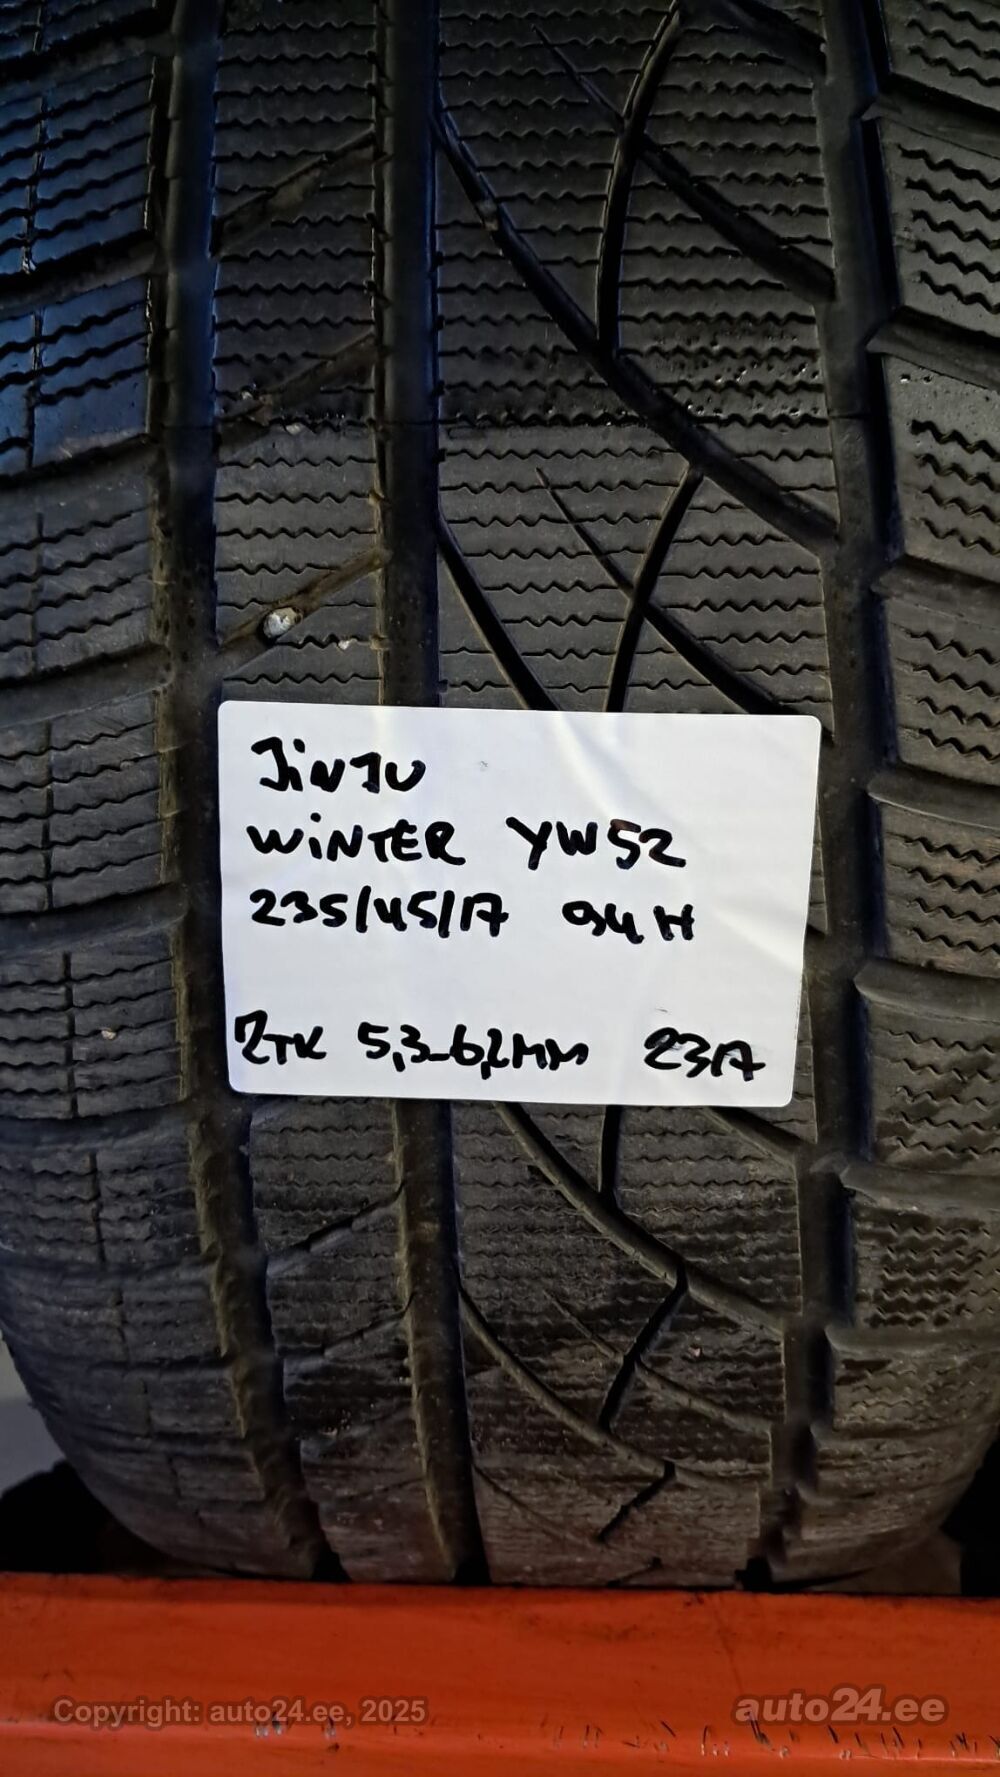 JiNJU
WiNTER YW52
235/45/17 94H
2TK 5,3-6,2MM 23A
Copyright: auto24.ee, 2025
auto24.ee